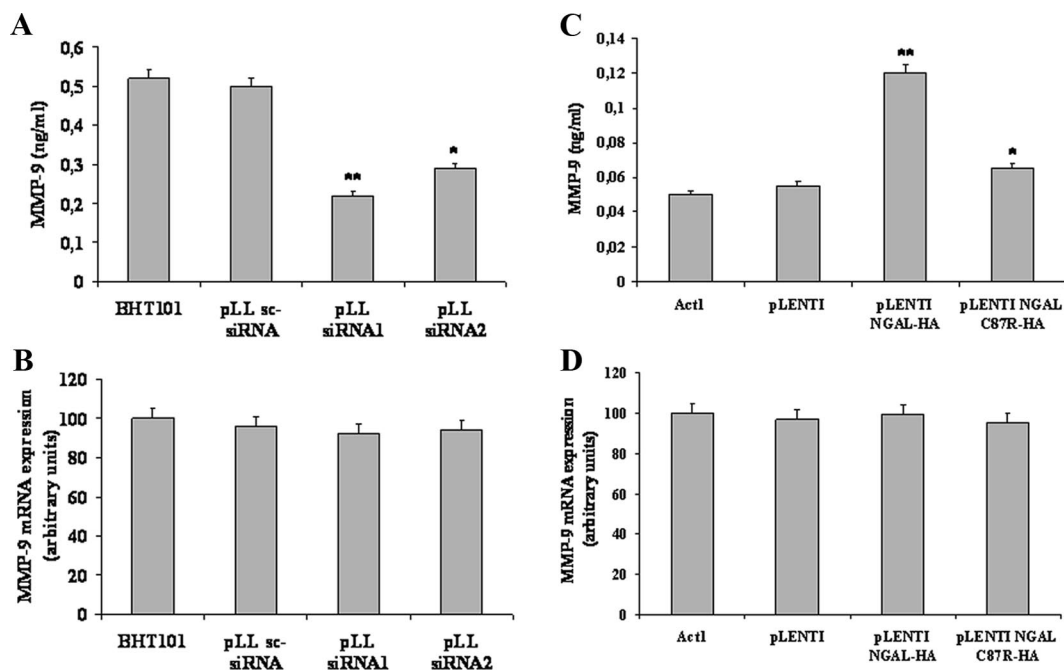 A
MMP-9 (ng/ml)
0,6
0,5
0,4
0,3
0,2
0,1
0
**
*
BHT101
pLL sc-
siRNA
pLL
siRNA1
pLL
siRNA2
C
MMP-9 (ng/ml)
0,14
0,12
0,1
0,08
0,06
0,04
0,02
0
**
*
Act1
pLENTI
pLENTI
NGAL-HA
pLENTI NGAL
C87R-HA
B
MMP-9 mRNA expression
(arbitrary units)
120
100
80
60
40
20
0
BHT101
pLL sc-
siRNA
pLL
siRNA1
pLL
siRNA2
D
MMP-9 mRNA expression
(arbitrary units)
120
100
80
60
40
20
0
Act1
pLENTI
pLENTI
NGAL-HA
pLENTI NGAL
C87R-HA